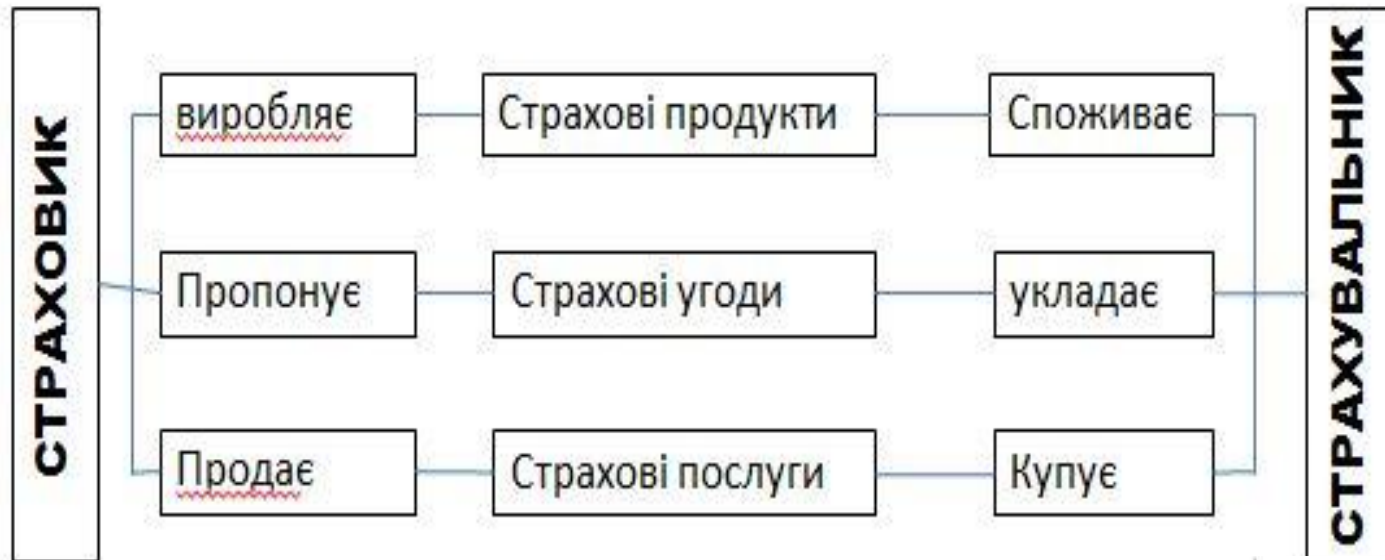 СТРАХОВИК
виробляє
Страхові продукти
Споживає
Пропонує
Страхові угоди
укладає
Продає
Страхові послуги
Купує
СТРАХУВАЛЬНИК